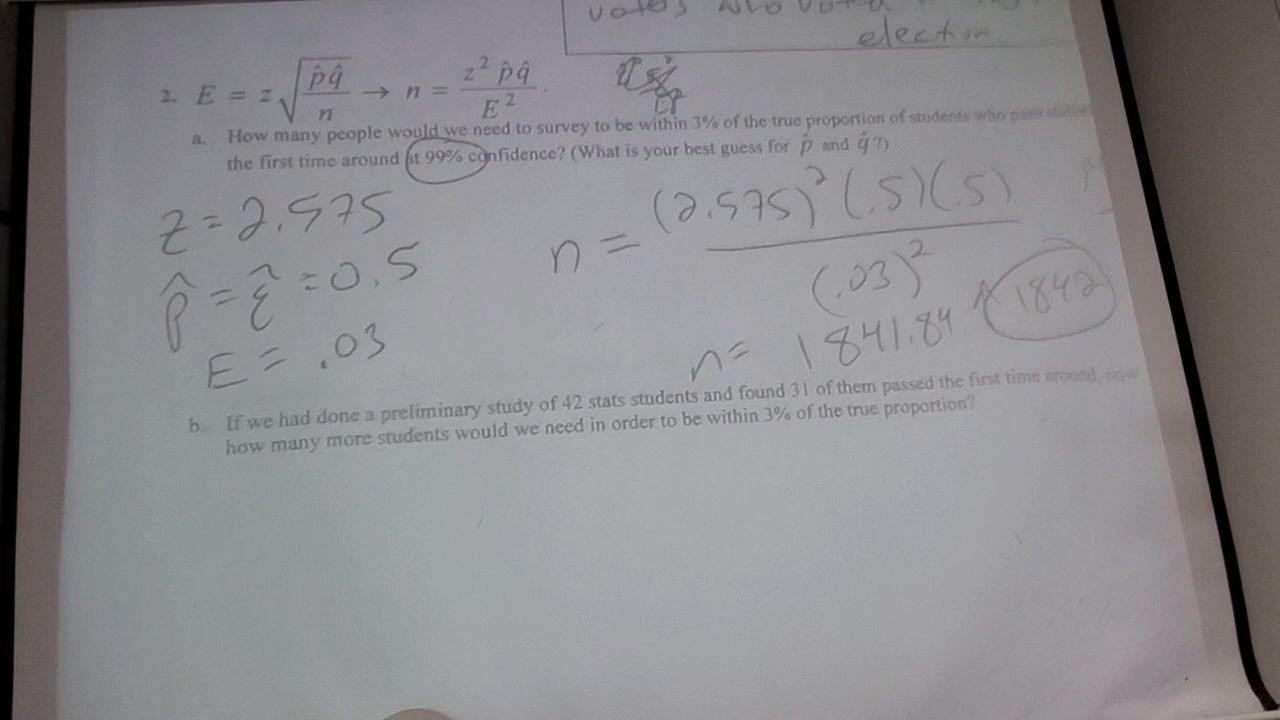 election
2. E = z√(p̂q̂/n) → n = z² p̂q̂ / E²
a. How many people would we need to survey to be within 3% of the true proportion of students who pass
the first time around at 99% confidence? (What is your best guess for p̂ and q̂ ?)
z = 2.575
p̂ = q̂ = 0.5
E = .03
n = (2.575)² (.5)(.5) / (.03)²
n = 1841.84 1842
b. If we had done a preliminary study of 42 stats students and found 31 of them passed the first time around, now
how many more students would we need in order to be within 3% of the true proportion?